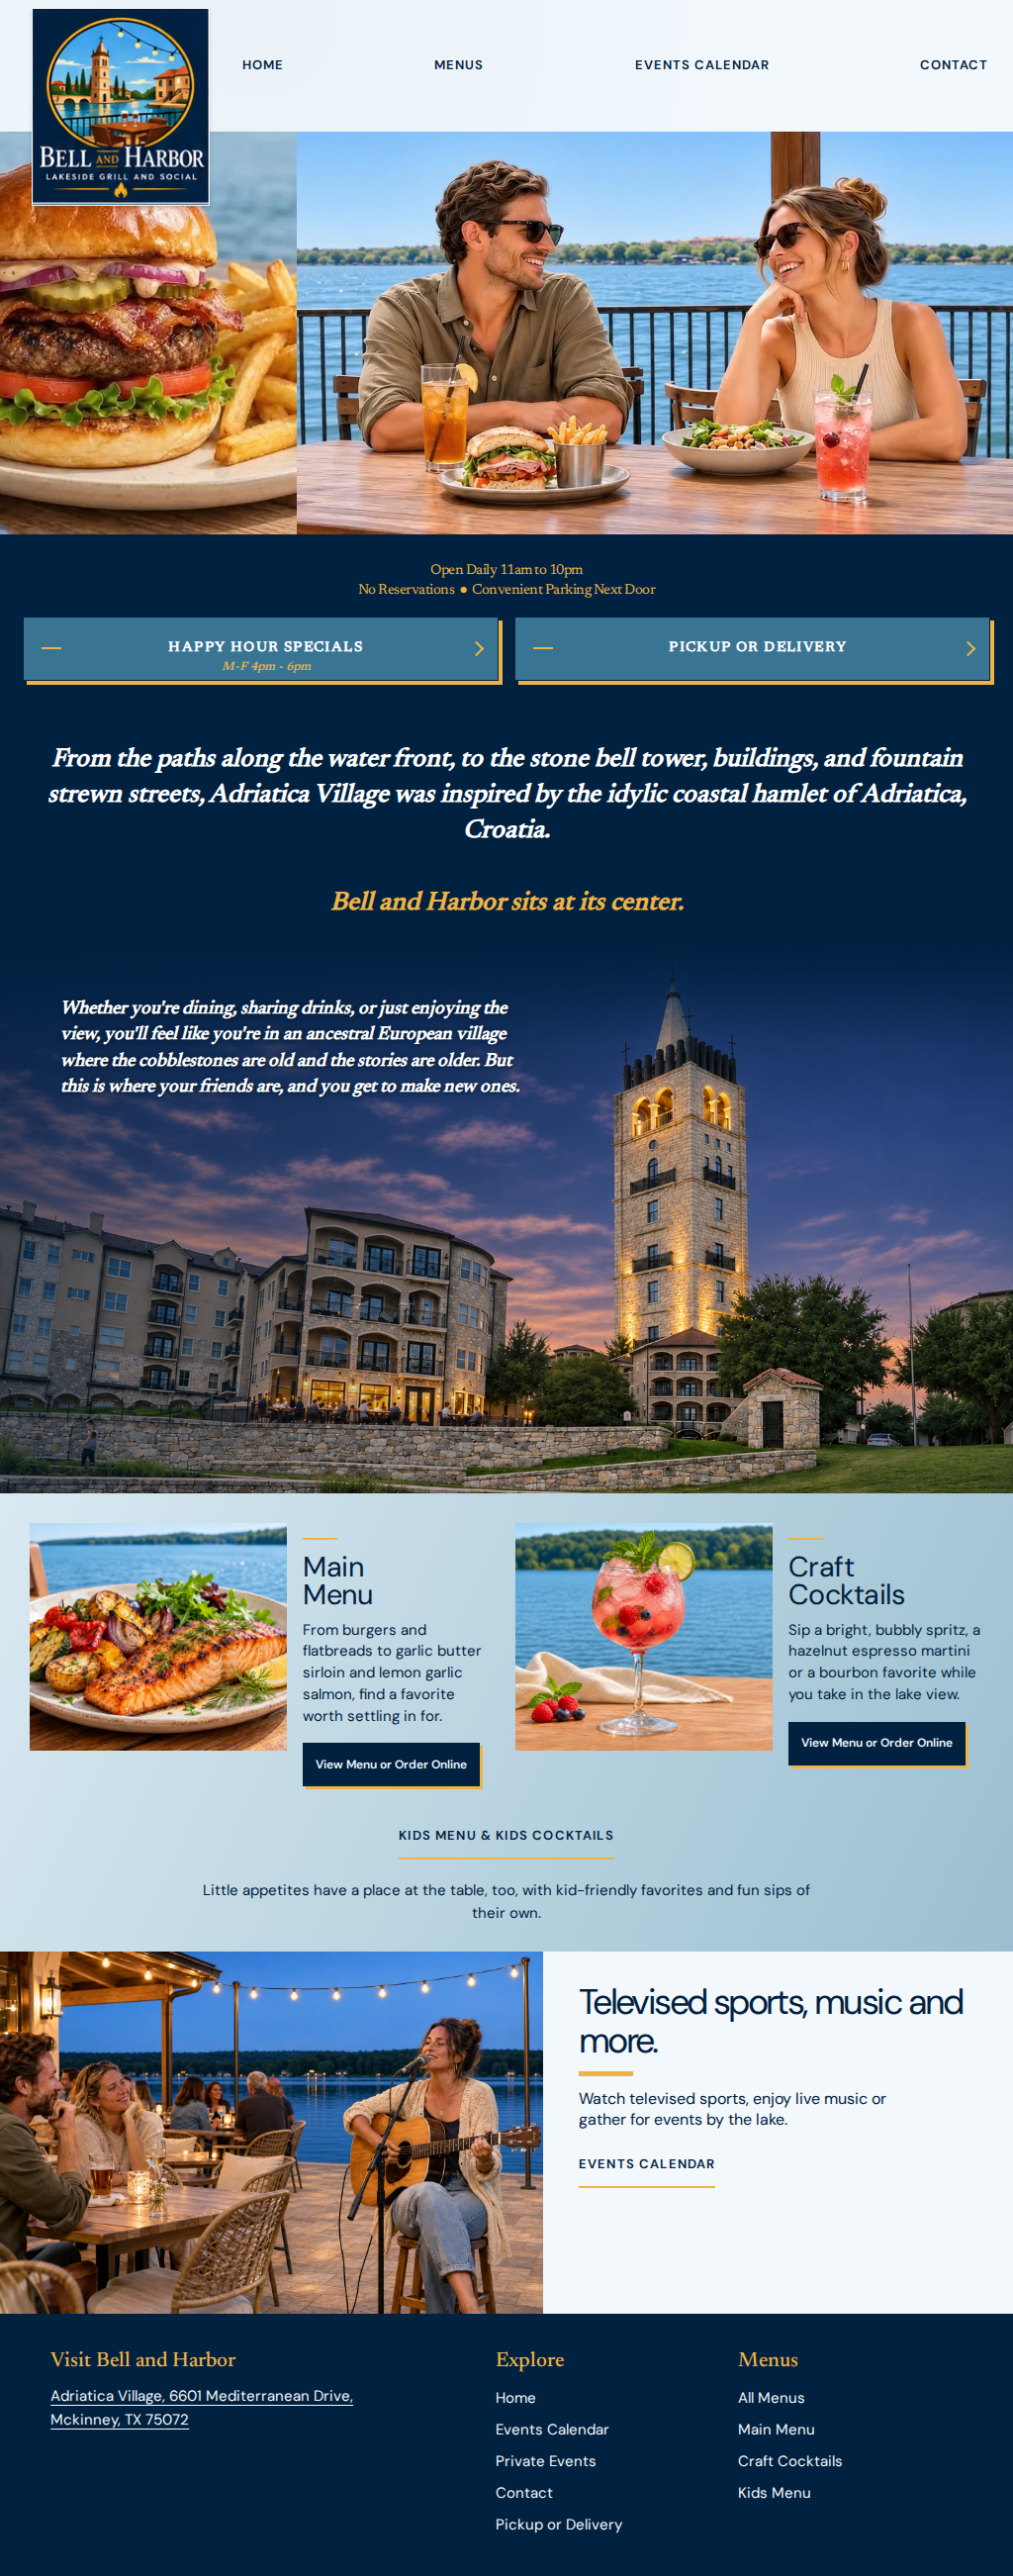 BELL AND HARBOR
LAKESIDE GRILL AND SOCIAL
HOME
MENUS
EVENTS CALENDAR
CONTACT
Open Daily 11am to 10pm
No Reservations ● Convenient Parking Next Door
HAPPY HOUR SPECIALS
M-F 4pm - 6pm
PICKUP OR DELIVERY
From the paths along the water front, to the stone bell tower, buildings, and fountain
strewn streets, Adriatica Village was inspired by the idylic coastal hamlet of Adriatica,
Croatia.
Bell and Harbor sits at its center.
Whether you're dining, sharing drinks, or just enjoying the
view, you'll feel like you're in an ancestral European village
where the cobblestones are old and the stories are older. But
this is where your friends are, and you get to make new ones.
Main
Menu
From burgers and
flatbreads to garlic butter
sirloin and lemon garlic
salmon, find a favorite
worth settling in for.
View Menu or Order Online
Craft
Cocktails
Sip a bright, bubbly spritz, a
hazelnut espresso martini
or a bourbon favorite while
you take in the lake view.
View Menu or Order Online
KIDS MENU & KIDS COCKTAILS
Little appetites have a place at the table, too, with kid-friendly favorites and fun sips of
their own.
Televised sports, music and
more.
Watch televised sports, enjoy live music or
gather for events by the lake.
EVENTS CALENDAR
Visit Bell and Harbor
Adriatica Village, 6601 Mediterranean Drive,
Mckinney, TX 75072
Explore
Home
Events Calendar
Private Events
Contact
Pickup or Delivery
Menus
All Menus
Main Menu
Craft Cocktails
Kids Menu